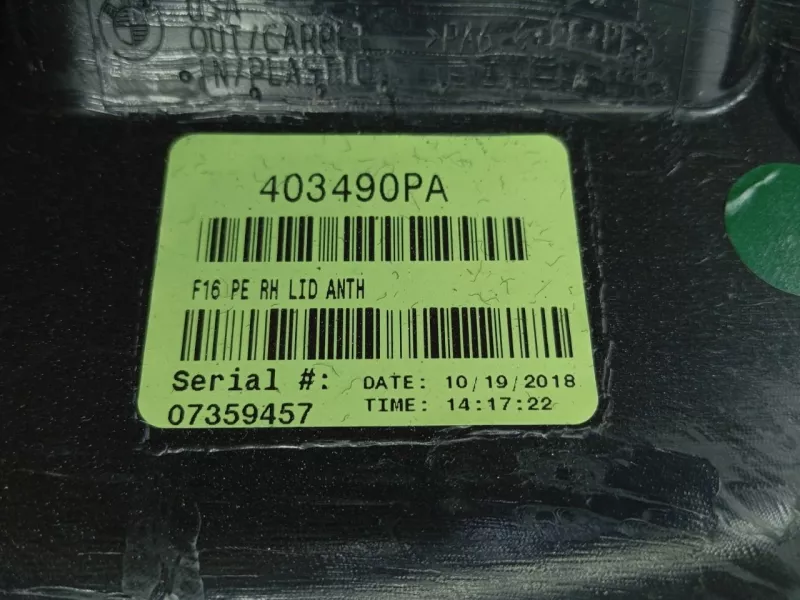 USA
OUT/CARPET
IN/PLASTIC
403490PA
F16 PE RH LID ANTH
Serial #:
07359457
DATE: 10/19/2018
TIME: 14:17:22